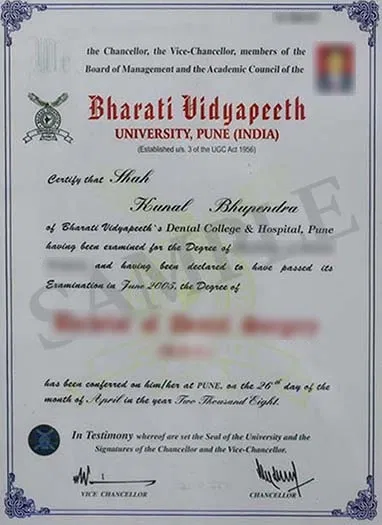 We the Chancellor, the Vice-Chancellor, members of the
Board of Management and the Academic Council of the
Bharati Vidyapeeth
UNIVERSITY, PUNE (INDIA)
(Established u/s. 3 of the UGC Act 1956)
Certify that Shah
Kunal Bhupendra
of Bharati Vidyapeeth's Dental College & Hospital, Pune
having been examined for the Degree of
and having been declared to have passed its
Examination in June 2005, the Degree of
SAMPLE
has been conferred on him/her at PUNE. on the 26th day of the
month of April in the year Two Thousand Eight.
In Testimony whereof are set the Seal of the University and the
Signatures of the Chancellor and the Vice-Chancellor.
VICE CHANCELLOR
CHANCELLOR